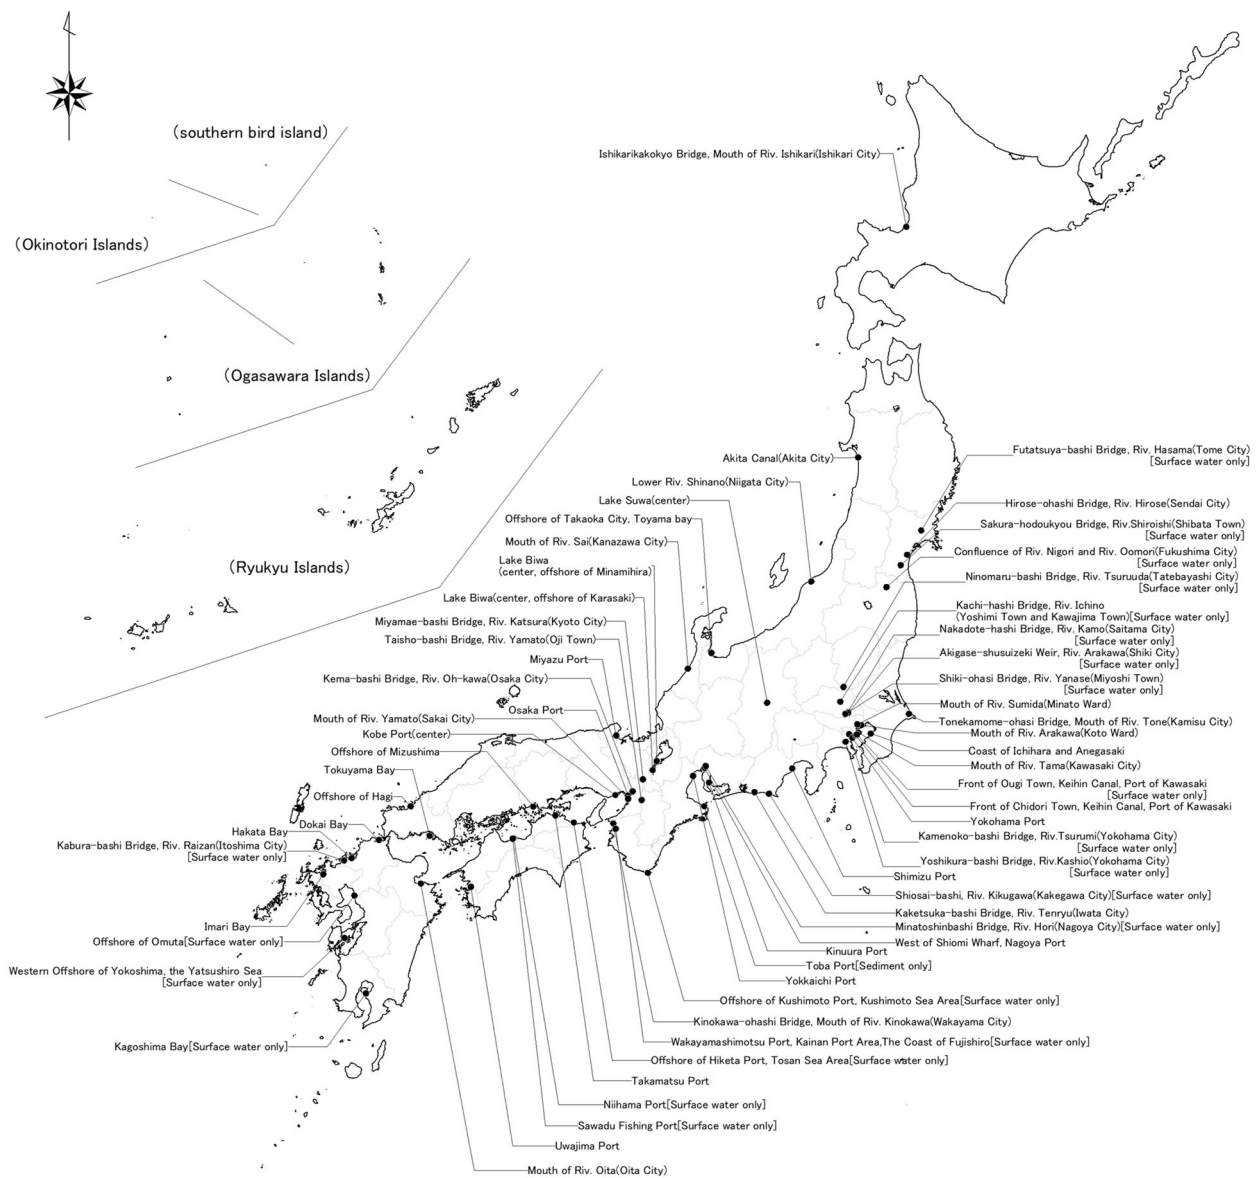 (southern bird island)
(Okinotori Islands)
(Ogasawara Islands)
(Ryukyu Islands)
Ishikarikakokyo Bridge, Mouth of Riv. Ishikari(Ishikari City)
Akita Canal(Akita City)
Lower Riv. Shinano(Niigata City)
Lake Suwa(center)
Offshore of Takaoka City, Toyama bay
Mouth of Riv. Sai(Kanazawa City)
Lake Biwa
(center, offshore of Minamihira)
Lake Biwa(center, offshore of Karasaki)
Miyamae-bashi Bridge, Riv. Katsura(Kyoto City)
Taisho-bashi Bridge, Riv. Yamato(Oji Town)
Miyazu Port
Kema-bashi Bridge, Riv. Oh-kawa(Osaka City)
Osaka Port
Mouth of Riv. Yamato(Sakai City)
Kobe Port(center)
Offshore of Mizushima
Tokuyama Bay
Offshore of Hagi
Dokai Bay
Hakata Bay
Kabura-bashi Bridge, Riv. Raizan(Itoshima City)
[Surface water only]
Imari Bay
Offshore of Omuta[Surface water only]
Western Offshore of Yokoshima, the Yatsushiro Sea
[Surface water only]
Kagoshima Bay[Surface water only]
Futatsuya-bashi Bridge, Riv. Hasama(Tome City)
[Surface water only]
Hirose-ohashi Bridge, Riv. Hirose(Sendai City)
Sakura-hodoukyou Bridge, Riv.Shiroishi(Shibata Town)
[Surface water only]
Confluence of Riv. Nigori and Riv. Oomori(Fukushima City)
[Surface water only]
Ninomaru-bashi Bridge, Riv. Tsuruuda(Tatebayashi City)
[Surface water only]
Kachi-hashi Bridge, Riv. Ichino
(Yoshimi Town and Kawajima Town)[Surface water only]
Nakadote-hashi Bridge, Riv. Kamo(Saitama City)
[Surface water only]
Akigase-shusuizeki Weir, Riv. Arakawa(Shiki City)
[Surface water only]
Shiki-ohasi Bridge, Riv. Yanase(Miyoshi Town)
[Surface water only]
Mouth of Riv. Sumida(Minato Ward)
Tonekamome-ohasi Bridge, Mouth of Riv. Tone(Kamisu City)
Mouth of Riv. Arakawa(Koto Ward)
Coast of Ichihara and Anegasaki
Mouth of Riv. Tama(Kawasaki City)
Front of Ougi Town, Keihin Canal, Port of Kawasaki
[Surface water only]
Front of Chidori Town, Keihin Canal, Port of Kawasaki
Yokohama Port
Kamenoko-bashi Bridge, Riv.Tsurumi(Yokohama City)
[Surface water only]
Yoshikura-bashi Bridge, Riv.Kashio(Yokohama City)
[Surface water only]
Shimizu Port
Shiosai-bashi, Riv. Kikugawa(Kakegawa City)[Surface water only]
Kaketsuka-bashi Bridge, Riv. Tenryu(Iwata City)
Minatoshinbashi Bridge, Riv. Hori(Nagoya City)[Surface water only]
West of Shiomi Wharf, Nagoya Port
Kinuura Port
Toba Port[Sediment only]
Yokkaichi Port
Offshore of Kushimoto Port, Kushimoto Sea Area[Surface water only]
Kinokawa-ohashi Bridge, Mouth of Riv. Kinokawa(Wakayama City)
Wakayamashimotsu Port, Kainan Port Area,The Coast of Fujishiro[Surface water only]
Offshore of Hiketa Port, Tosan Sea Area[Surface water only]
Takamatsu Port
Niihama Port[Surface water only]
Sawadu Fishing Port[Surface water only]
Uwajima Port
Mouth of Riv. Oita(Oita City)